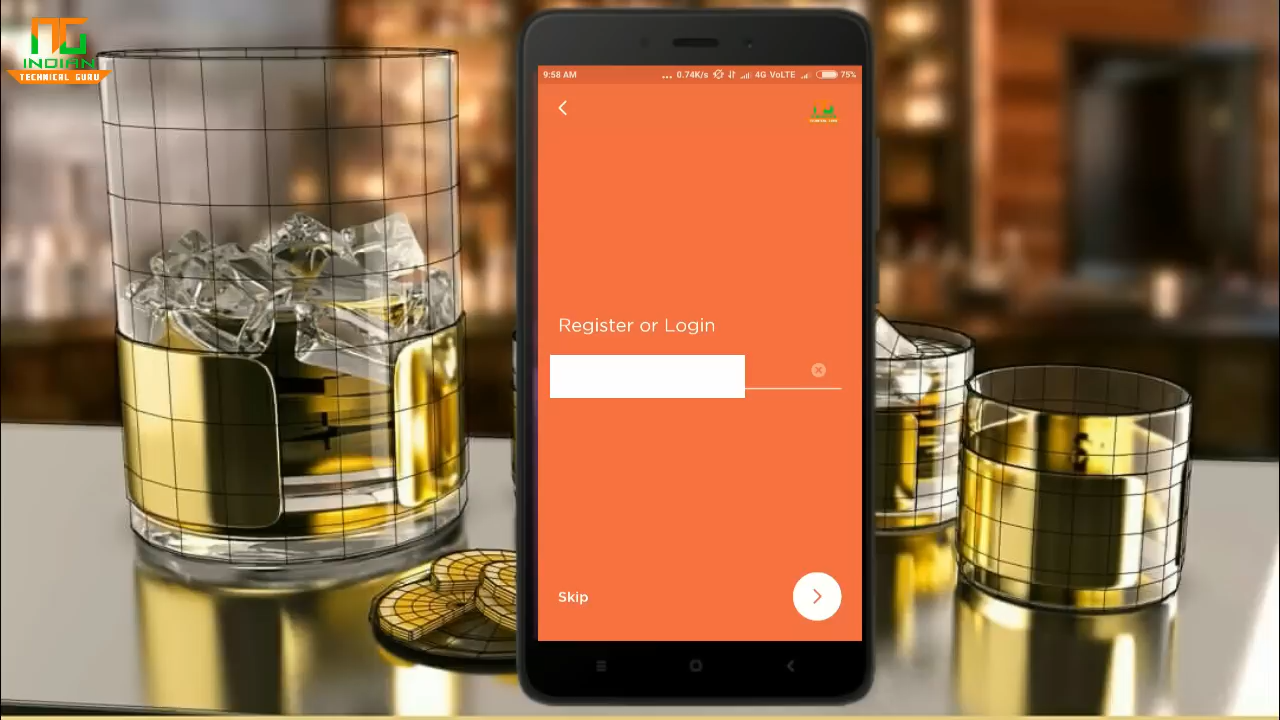 INDIAN
TECHNICAL GURU
9:58 AM
... 0.74K/s 4G VoLTE 75%
Register or Login
Skip